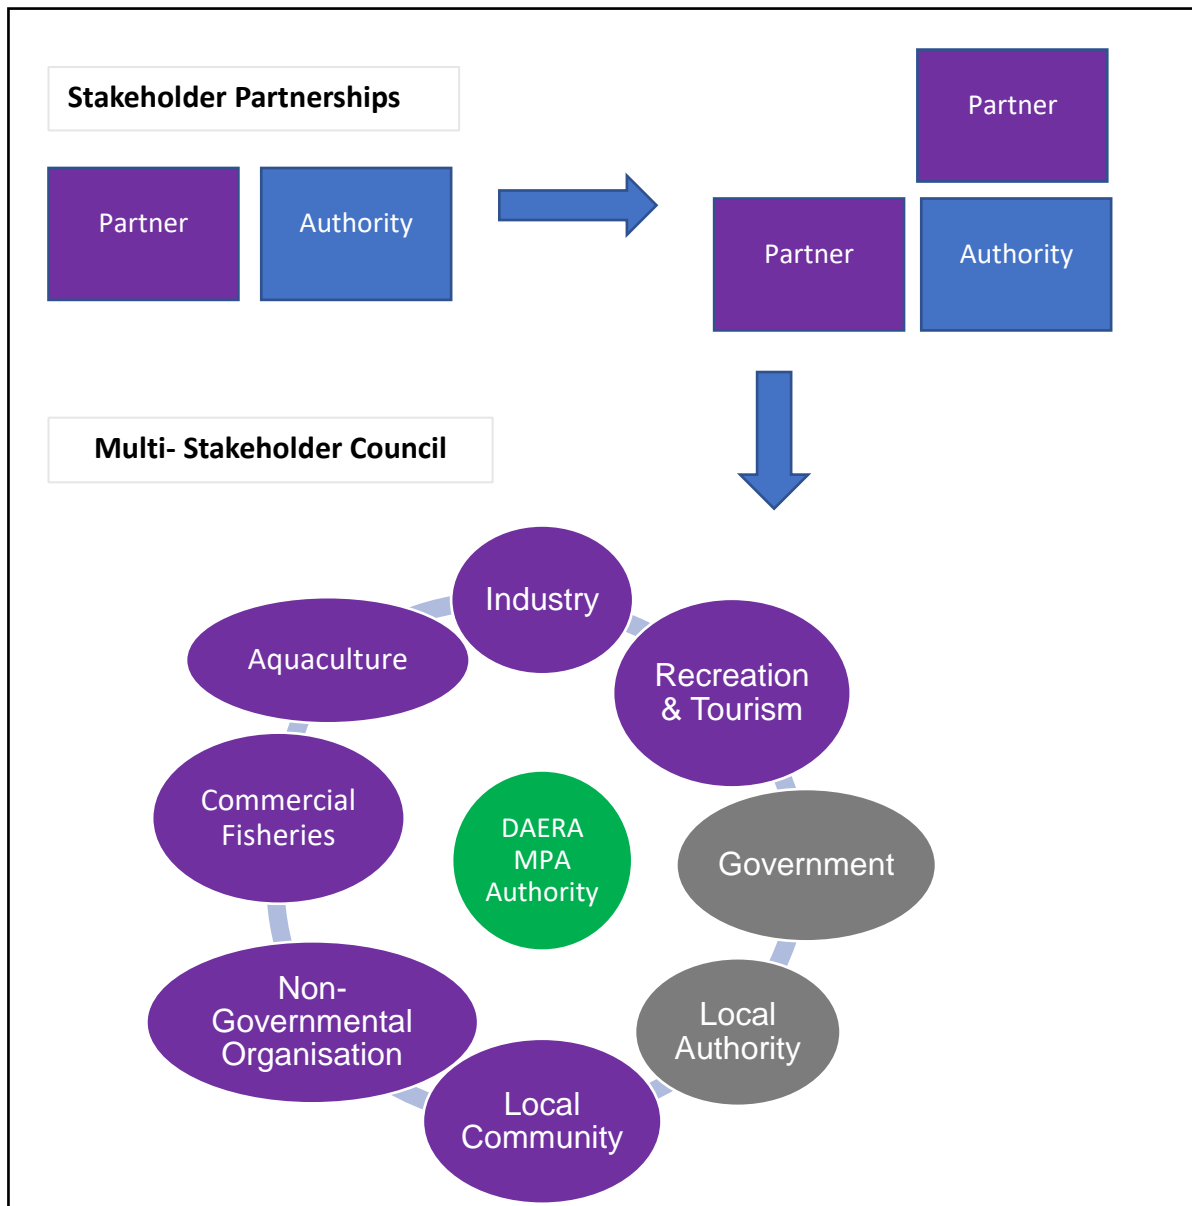 Stakeholder Partnerships
Partner
Authority
Partner
Partner
Authority
Multi- Stakeholder Council
Industry
Aquaculture
Recreation
& Tourism
Commercial
Fisheries
DAERA
MPA
Authority
Government
Non-
Governmental
Organisation
Local
Authority
Local
Community